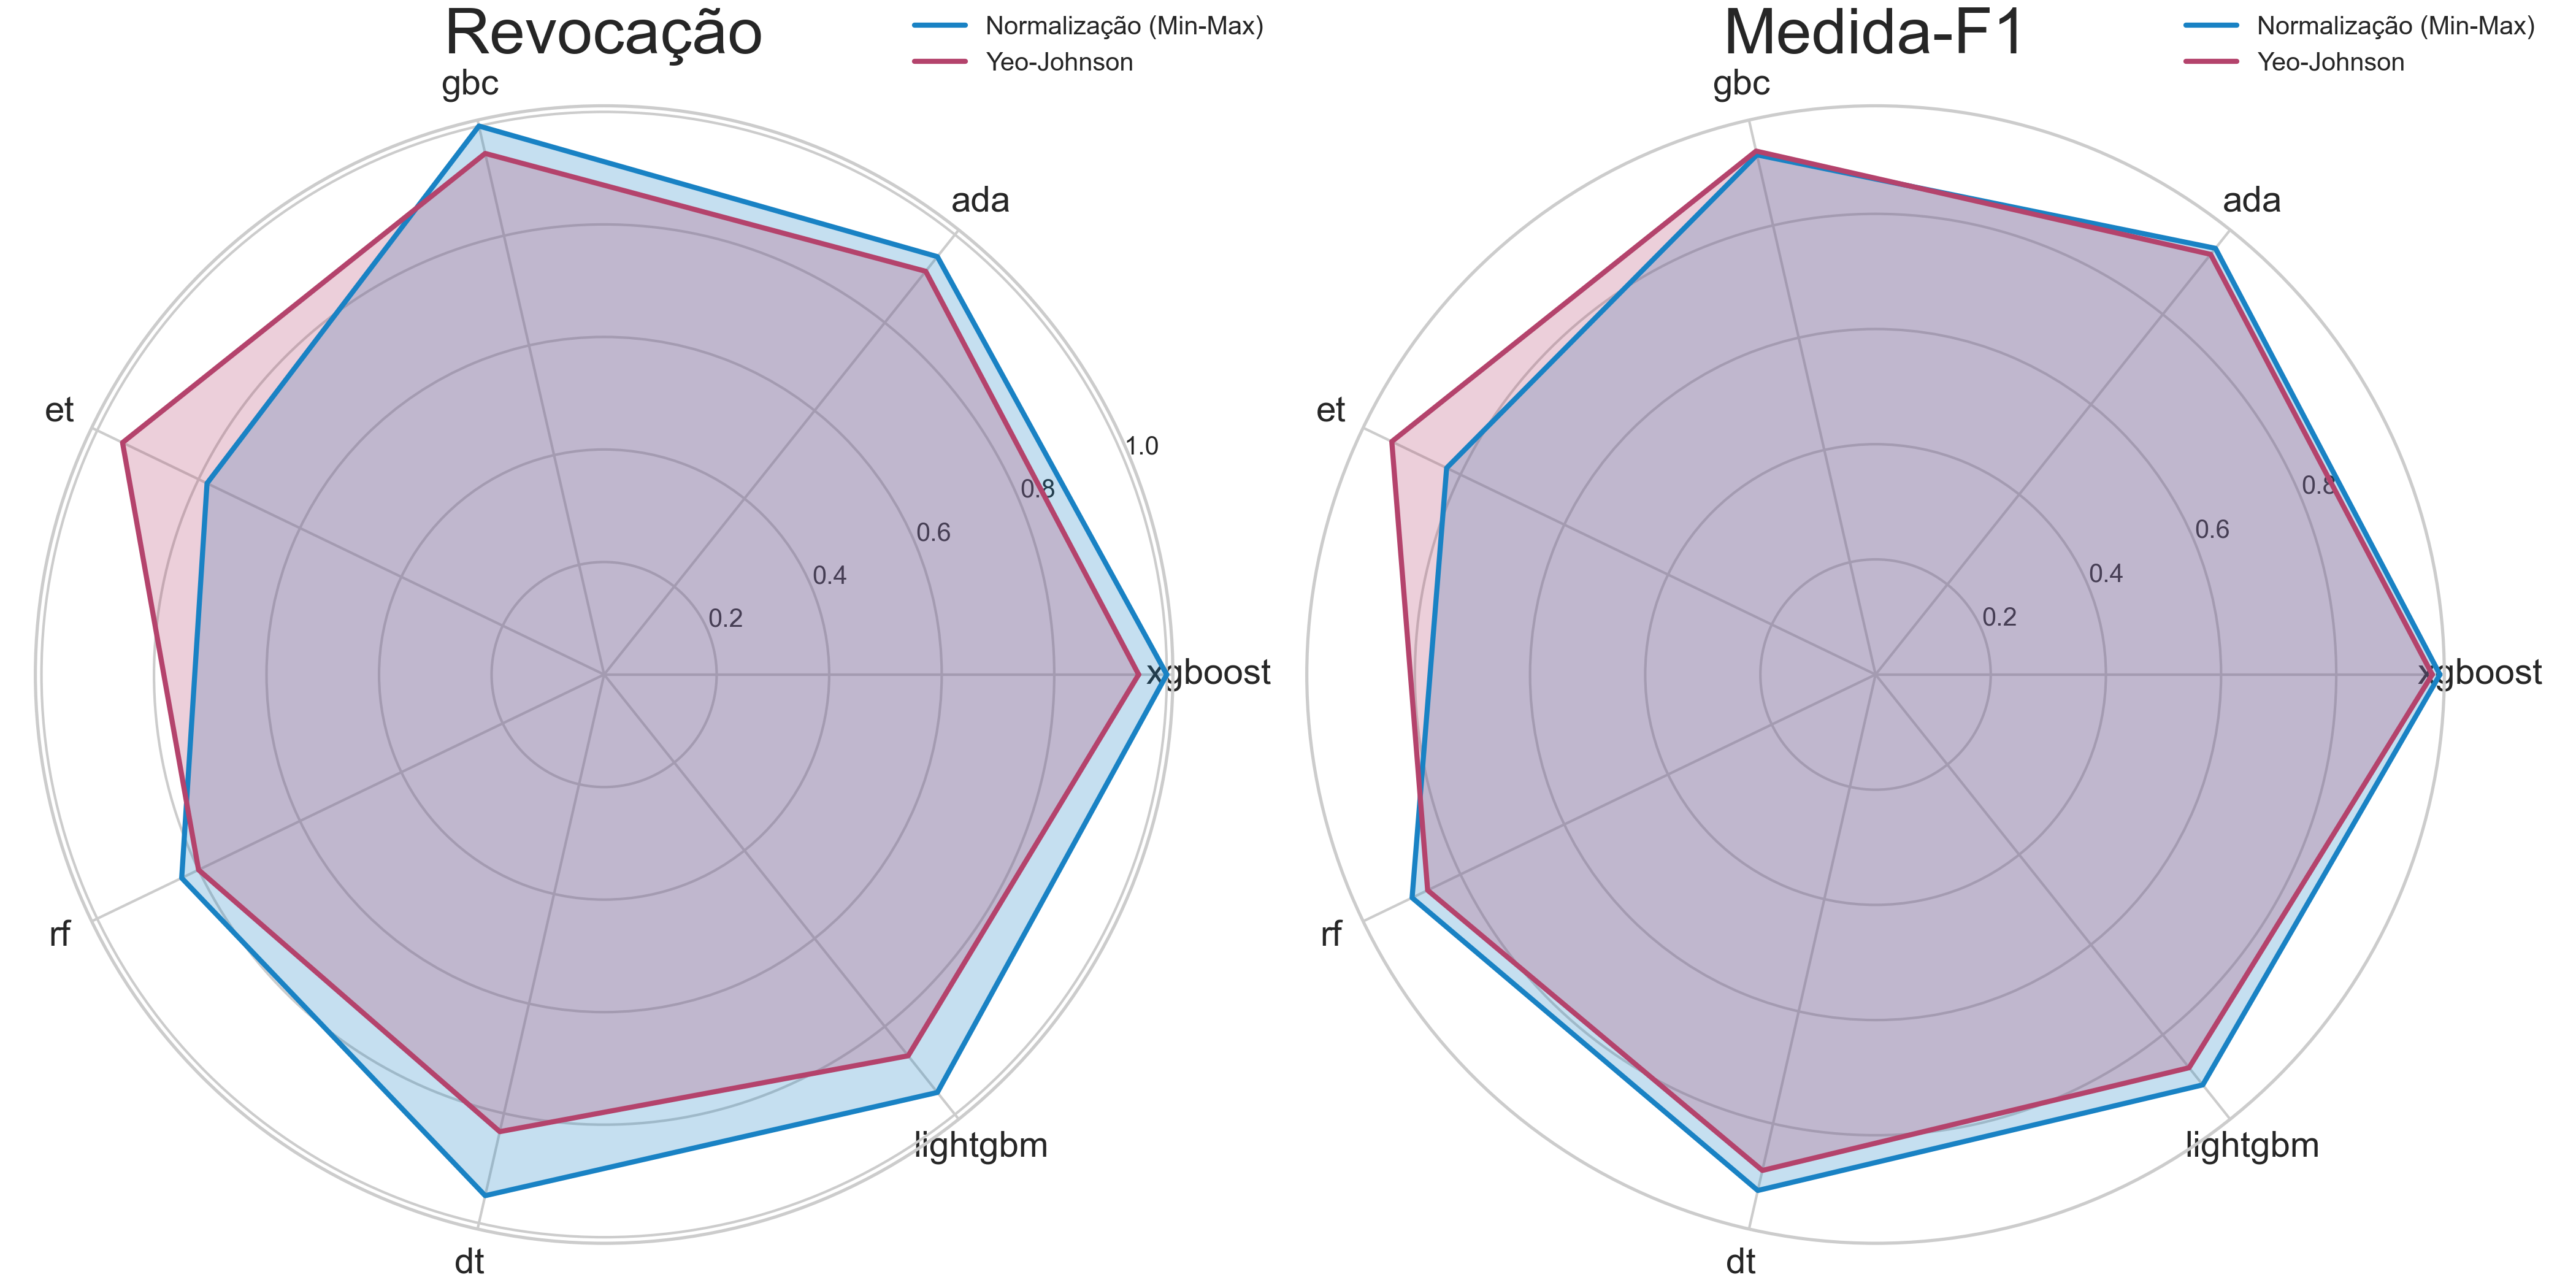 Revocação
Normalização (Min-Max)
Yeo-Johnson
gbc
ada
et
1.0
0.8
0.6
0.4
0.2
xgboost
rf
lightgbm
dt
Medida-F1
Normalização (Min-Max)
Yeo-Johnson
gbc
ada
et
0.8
0.6
0.4
0.2
xgboost
rf
lightgbm
dt